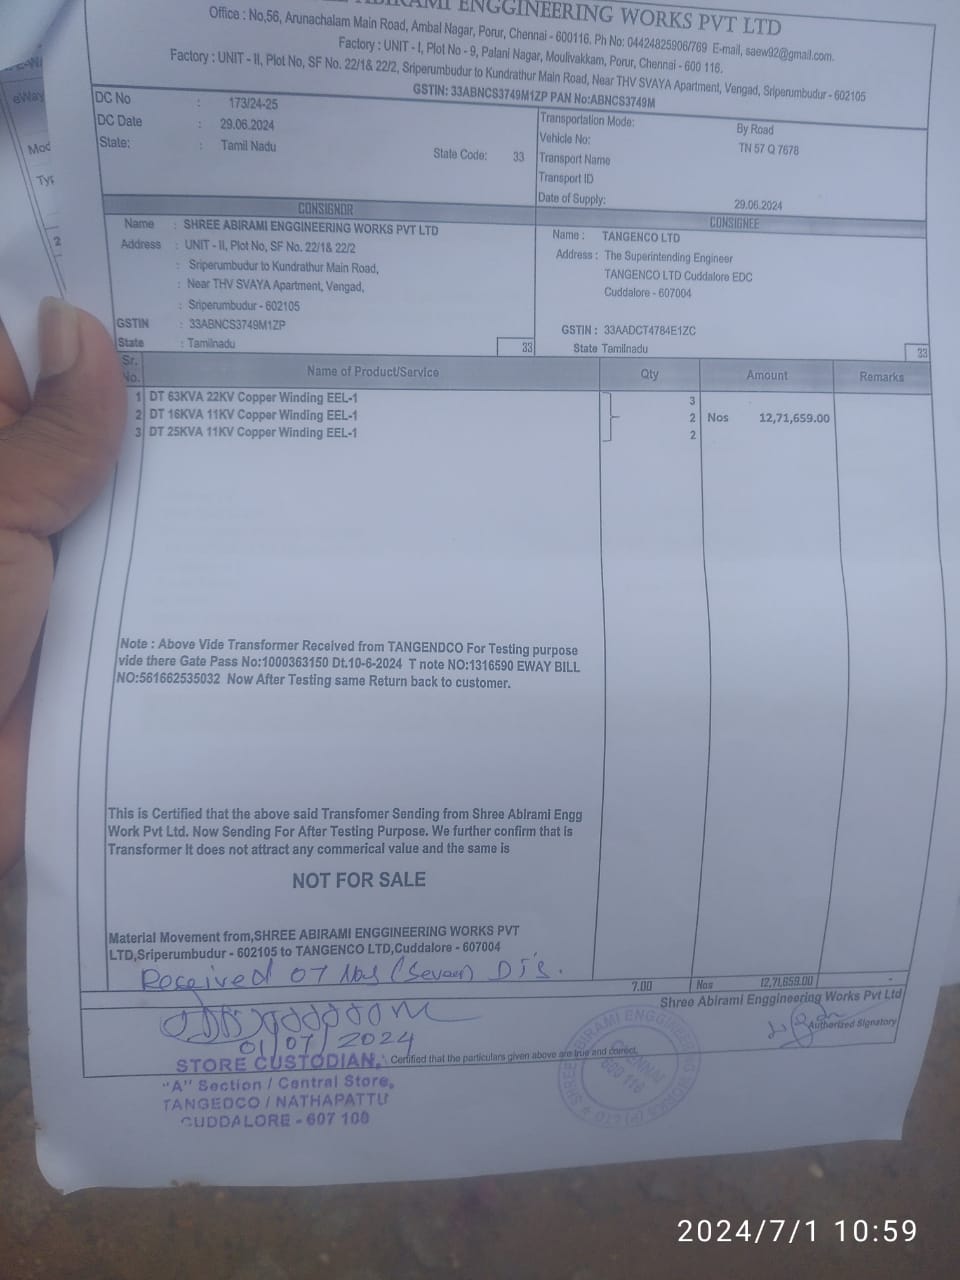 ENGGINEERING WORKS PVT LTD
Office : No,56, Arunachalam Main Road, Ambal Nagar, Porur, Chennai - 600116. Ph No: 04424825906/769 E-mail, saew92@gmail.com.
Factory : UNIT - I, Plot No - 9, Palani Nagar, Moulivakkam, Porur, Chennai - 600 116.
Factory : UNIT - II, Plot No, SF No. 22/1& 22/2, Sriperumbudur to Kundrathur Main Road, Near THV SVAYA Apartment, Vengad, Sriperumbudur - 602105
GSTIN: 33ABNCS3749M1ZP PAN No:ABNCS3749M
DC No : 173/24-25
DC Date : 29.06.2024
State: : Tamil Nadu
State Code: 33
Transportation Mode: By Road
Vehicle No: TN 57 Q 7678
Transport Name
Transport ID
Date of Supply: 29.06.2024
CONSIGNOR
Name : SHREE ABIRAMI ENGGINEERING WORKS PVT LTD
Address : UNIT - II, Plot No, SF No. 22/1& 22/2
: Sriperumbudur to Kundrathur Main Road,
: Near THV SVAYA Apartment, Vengad,
: Sriperumbudur - 602105
GSTIN : 33ABNCS3749M1ZP
State : Tamilnadu 33
CONSIGNEE
Name : TANGENCO LTD
Address : The Superintending Engineer
TANGENCO LTD Cuddalore EDC
Cuddalore - 607004
GSTIN : 33AADCT4784E1ZC
State Tamilnadu 33
Sr. No. Name of Product/Service Qty Amount Remarks
1 DT 63KVA 22KV Copper Winding EEL-1 3
2 DT 16KVA 11KV Copper Winding EEL-1 2 Nos 12,71,659.00
3 DT 25KVA 11KV Copper Winding EEL-1 2
Note : Above Vide Transformer Received from TANGENDCO For Testing purpose
vide there Gate Pass No:1000363150 Dt.10-6-2024 T note NO:1316590 EWAY BILL
NO:561662535032 Now After Testing same Return back to customer.
This is Certified that the above said Transfomer Sending from Shree Abirami Engg
Work Pvt Ltd. Now Sending For After Testing Purpose. We further confirm that is
Transformer It does not attract any commerical value and the same is
NOT FOR SALE
Material Movement from,SHREE ABIRAMI ENGGINEERING WORKS PVT
LTD,Sriperumbudur - 602105 to TANGENCO LTD,Cuddalore - 607004
Received 07 Nos (Seven) DT's.
7.00 Nos 12,71,659.00 -
Shree Abirami Enggineering Works Pvt Ltd
Authorized Signatory
01/07/2024
Certified that the particulars given above are true and correct.
STORE CUSTODIAN,
"A" Section / Central Store,
TANGEDCO / NATHAPATTU
CUDDALORE - 607 100
SHREE ABIRAMI ENGGINEERING WORKS (P) LTD
CHENNAI
600 116
2024/7/1 10:59